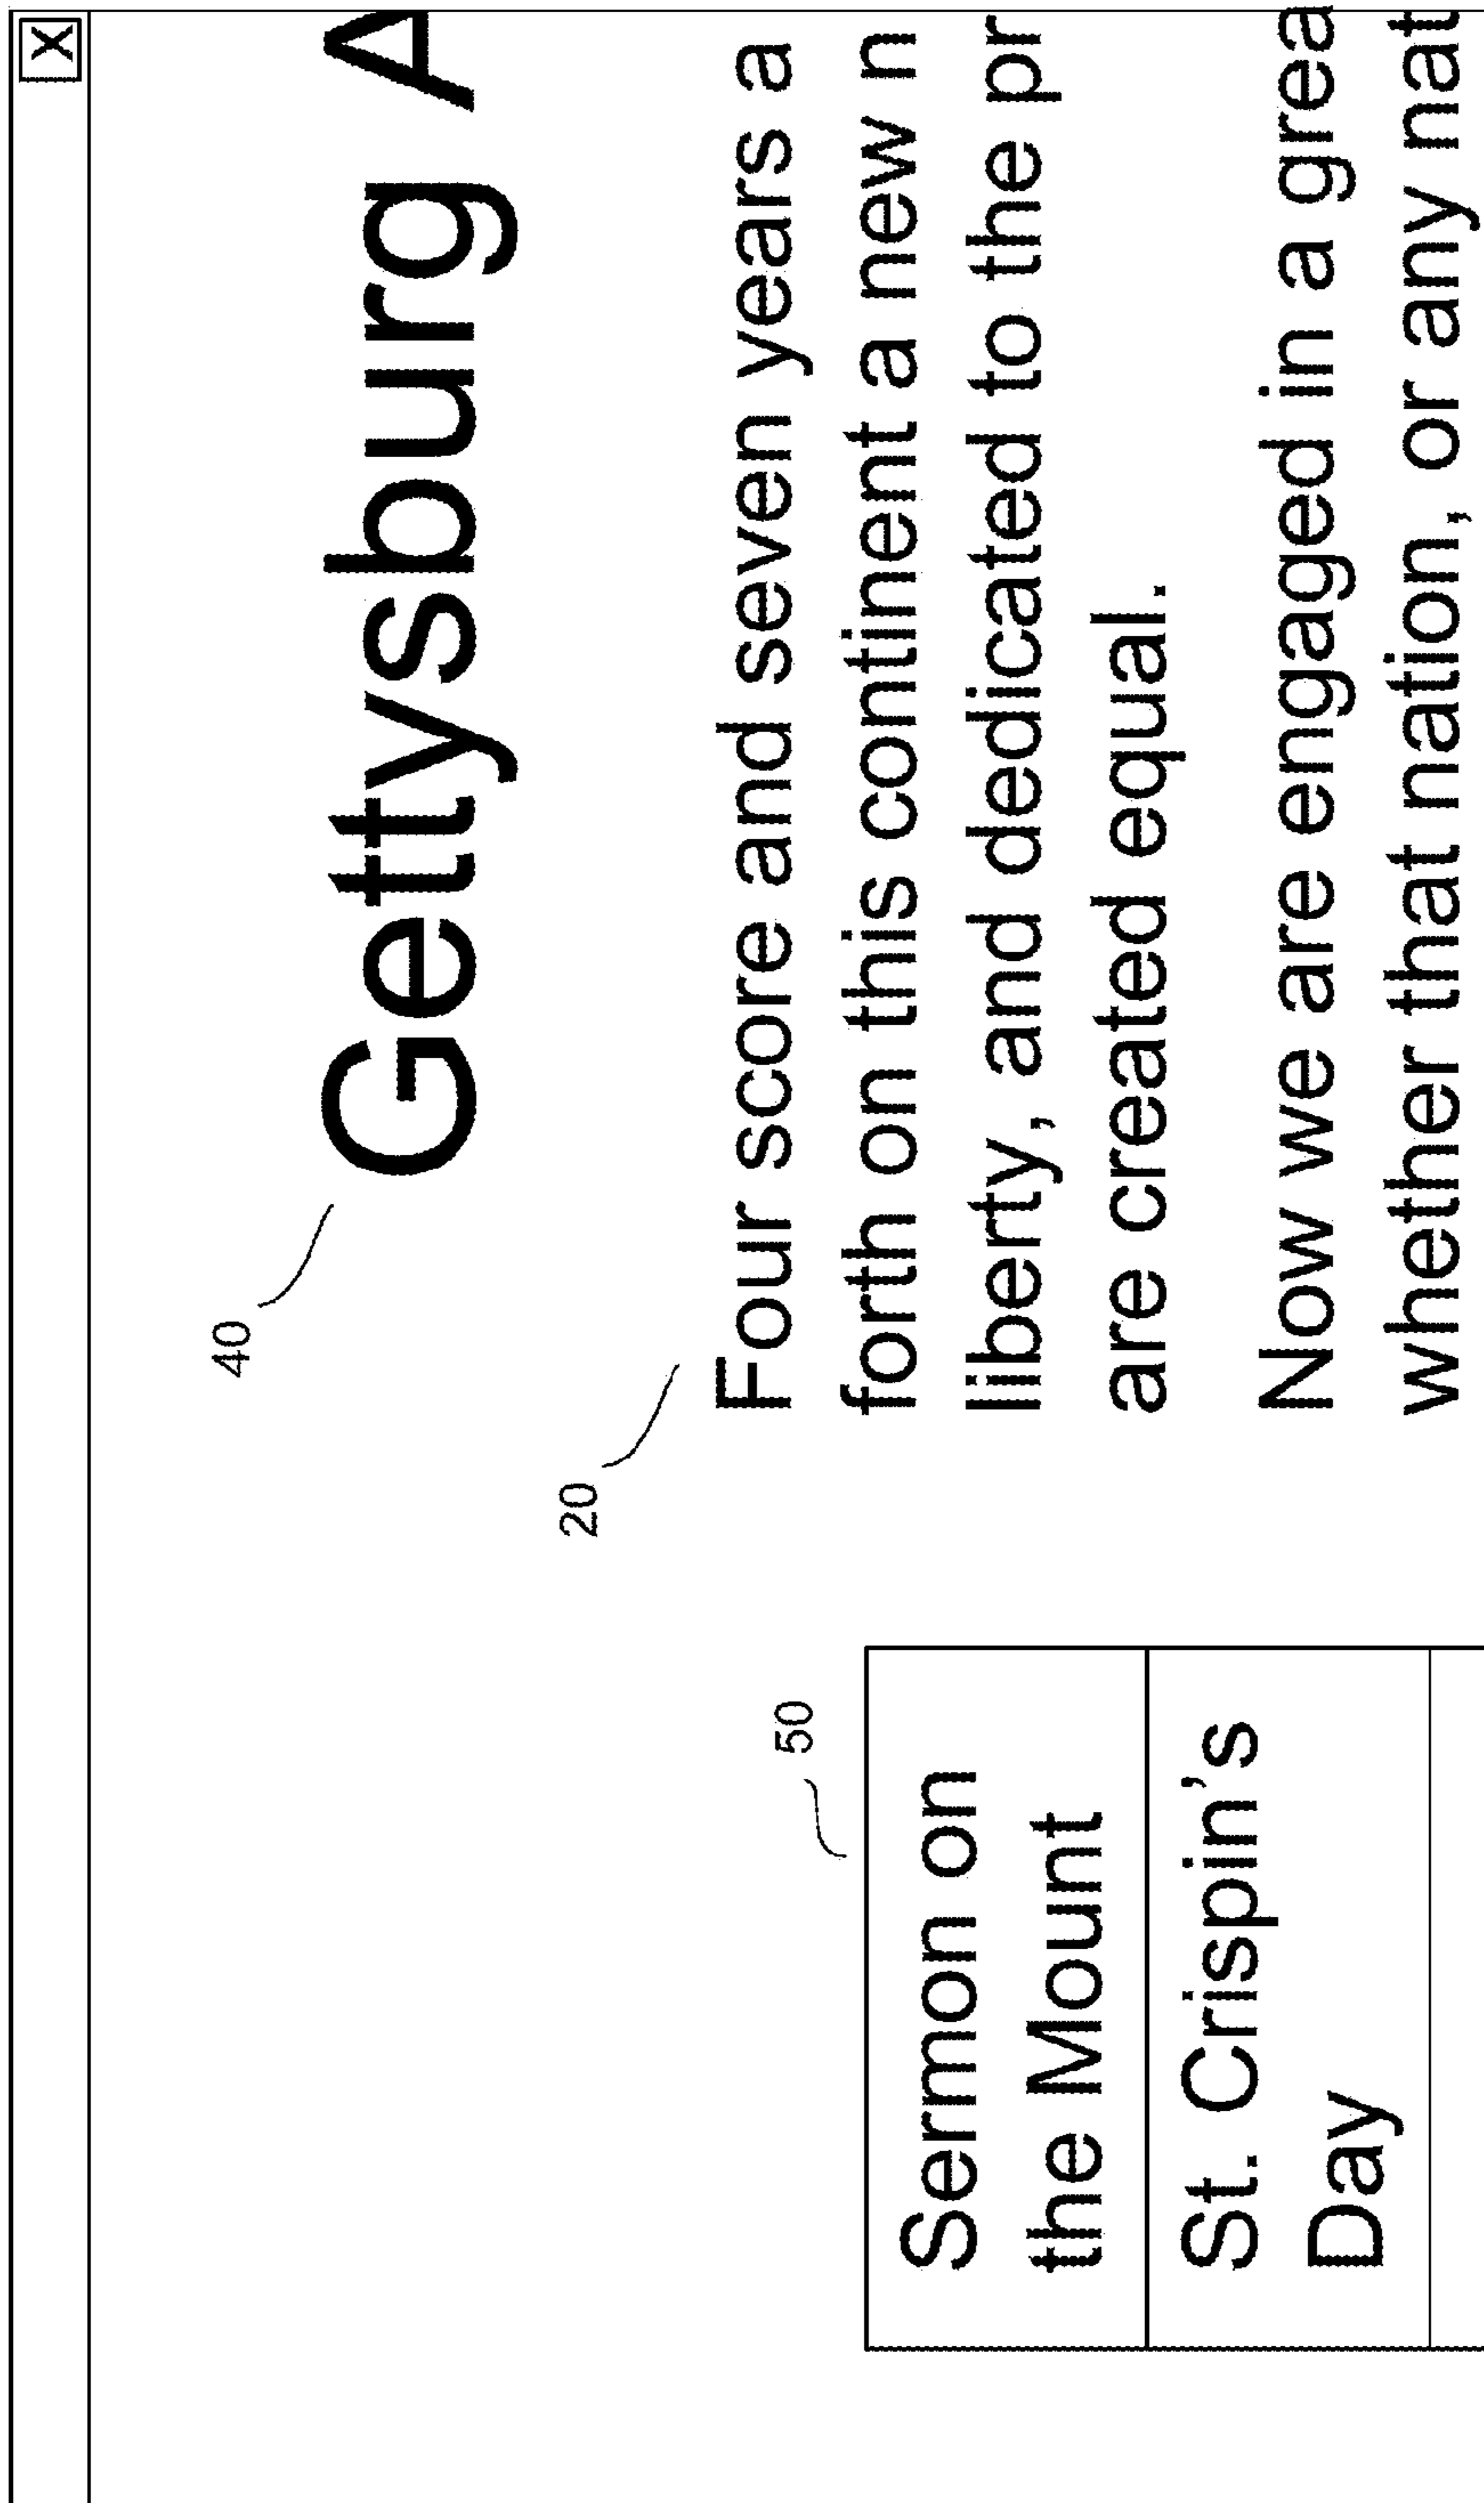 X
40
Gettysburg A
20
Four score and seven years a
forth on this continent a new n
liberty, and dedicated to the pr
are created equal.
Now we are engaged in a grea
whether that nation, or any nat
50
Sermon on
the Mount
St. Crispin's
Day